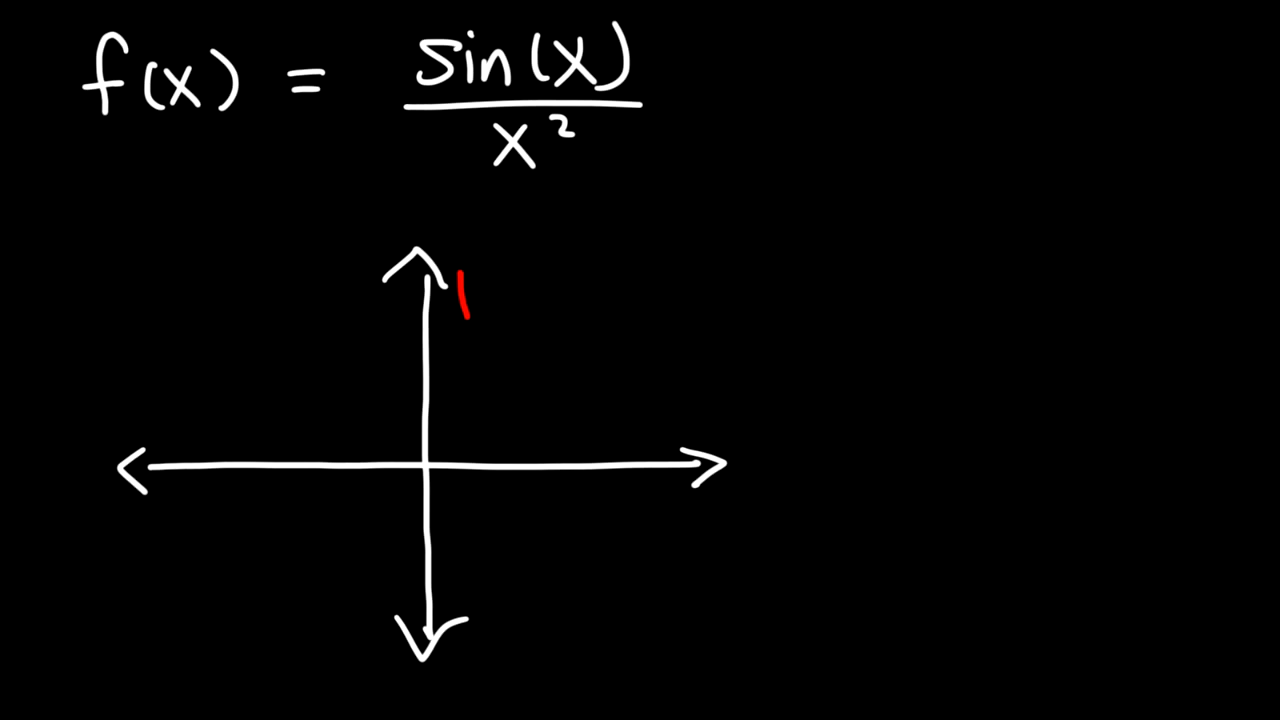 f(x) = sin(x) / x²